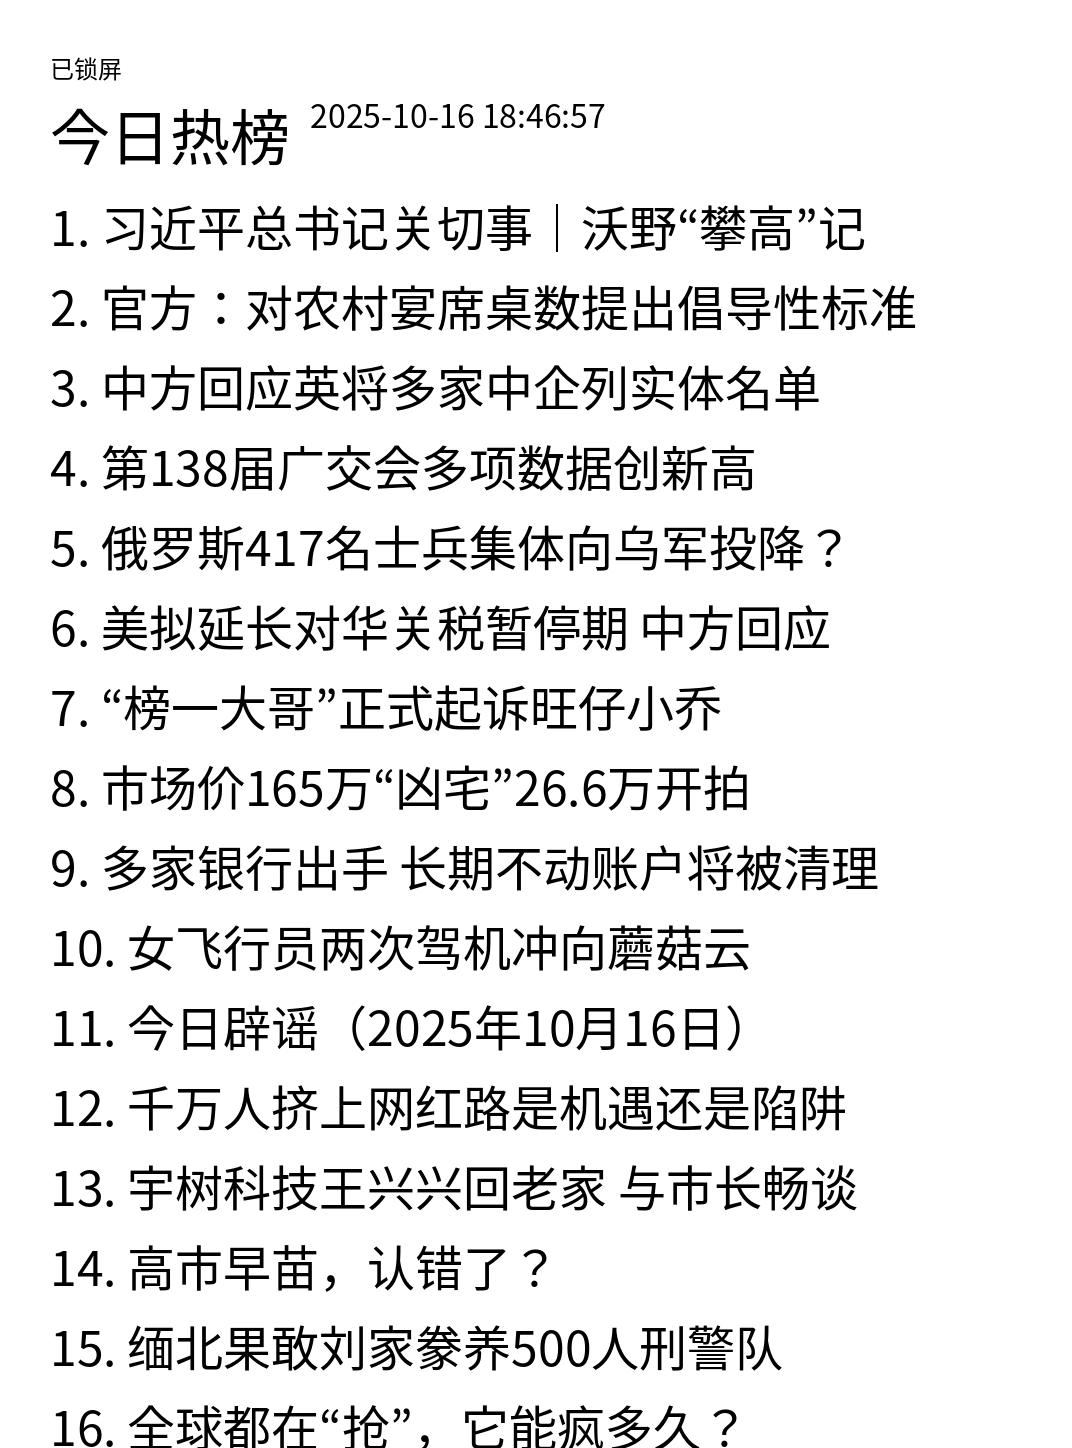 已锁屏
今日热榜 2025-10-16 18:46:57
1. 习近平总书记关切事｜沃野“攀高”记
2. 官方：对农村宴席桌数提出倡导性标准
3. 中方回应英将多家中企列实体名单
4. 第138届广交会多项数据创新高
5. 俄罗斯417名士兵集体向乌军投降？
6. 美拟延长对华关税暂停期 中方回应
7. “榜一大哥”正式起诉旺仔小乔
8. 市场价165万“凶宅”26.6万开拍
9. 多家银行出手 长期不动账户将被清理
10. 女飞行员两次驾机冲向蘑菇云
11. 今日辟谣（2025年10月16日）
12. 千万人挤上网红路是机遇还是陷阱
13. 宇树科技王兴兴回老家 与市长畅谈
14. 高市早苗，认错了？
15. 缅北果敢刘家豢养500人刑警队
16. 全球都在“抢”，它能疯多久？